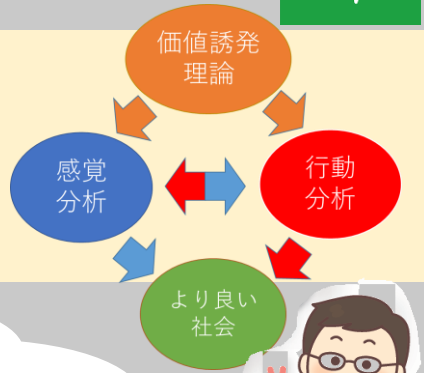 価値誘発
理論
感覚
分析
行動
分析
より良い
社会